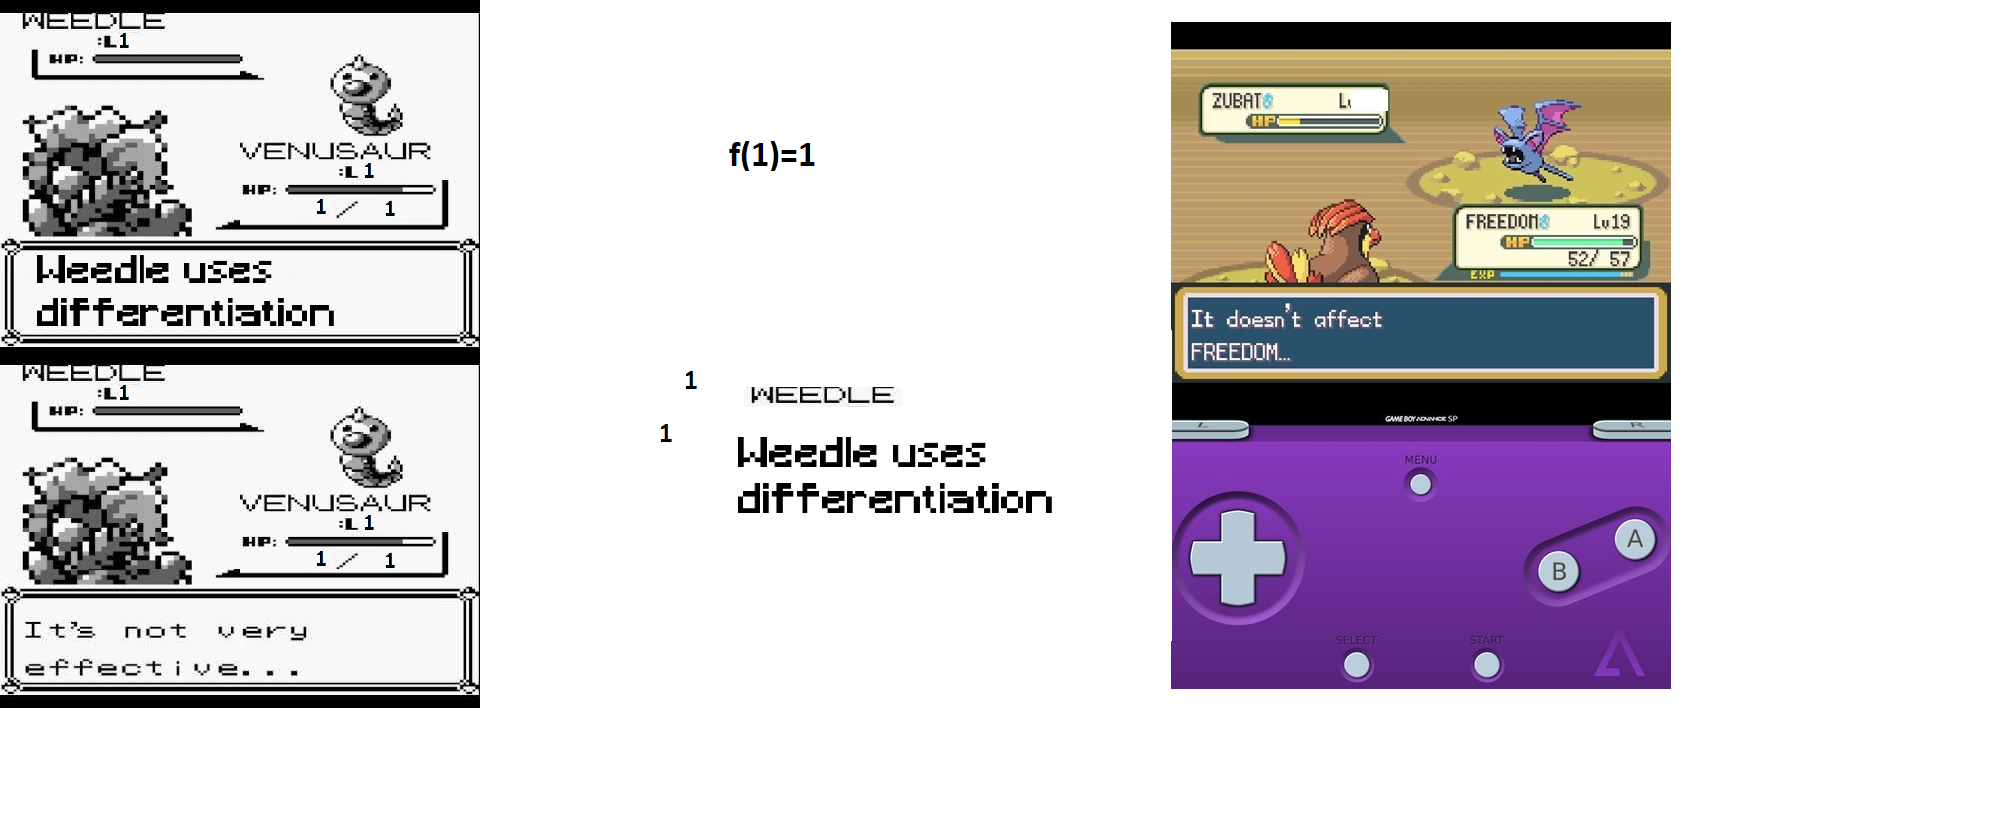 WEEDLE
:L1
HP:
VENUSAUR
:L 1
HP:
1 / 1
Weedle uses
differentiation
WEEDLE
:L1
HP:
VENUSAUR
:L 1
HP:
1 / 1
It's not very
effective...
f(1)=1
1
WEEDLE
1
Weedle uses
differentiation
ZUBAT♂
HP
FREEDOM♂ Lv19
HP
52/ 57
EXP
It doesn't affect
FREEDOM…
GAME BOY ADVANCE SP
L
R
MENU
A
B
SELECT
START